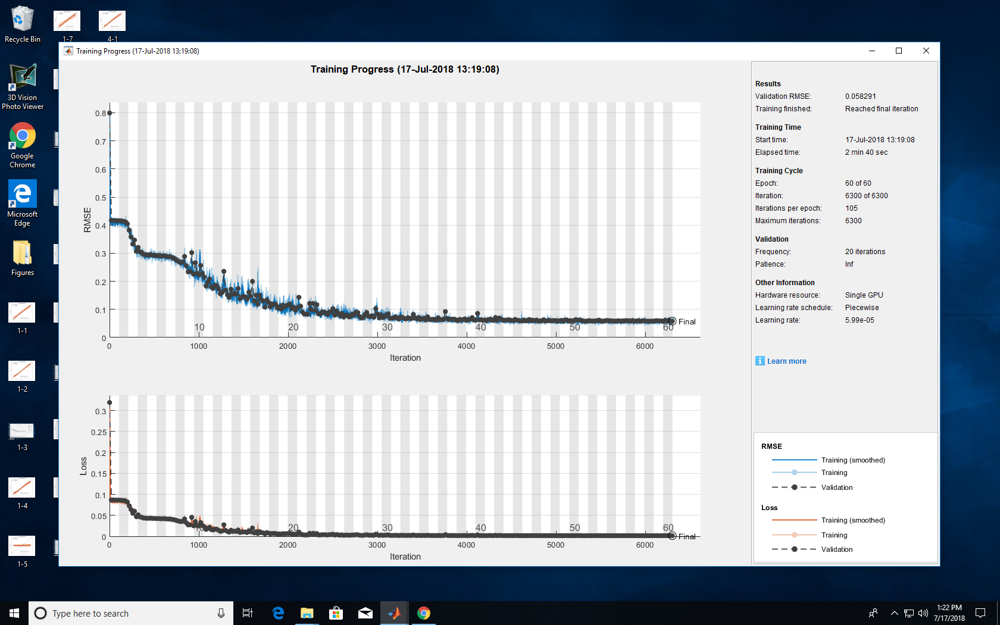 Recycle Bin
1-7
4-1
3D Vision
Photo Viewer
Google
Chrome
Microsoft
Edge
Figures
1-1
1-2
1-3
1-4
1-5
Training Progress (17-Jul-2018 13:19:08)
Training Progress (17-Jul-2018 13:19:08)
RMSE
0.8
0.7
0.6
0.5
0.4
0.3
0.2
0.1
0
10
20
30
40
50
60
Final
0
1000
2000
3000
4000
5000
6000
Iteration
Loss
0.3
0.25
0.2
0.15
0.1
0.05
0
10
20
30
40
50
60
Final
0
1000
2000
3000
4000
5000
6000
Iteration
Results
Validation RMSE: 0.058291
Training finished: Reached final iteration
Training Time
Start time: 17-Jul-2018 13:19:08
Elapsed time: 2 min 40 sec
Training Cycle
Epoch: 60 of 60
Iteration: 6300 of 6300
Iterations per epoch: 105
Maximum iterations: 6300
Validation
Frequency: 20 iterations
Patience: Inf
Other Information
Hardware resource: Single GPU
Learning rate schedule: Piecewise
Learning rate: 5.99e-05
Learn more
RMSE
Training (smoothed)
Training
Validation
Loss
Training (smoothed)
Training
Validation
Type here to search
1:22 PM
7/17/2018